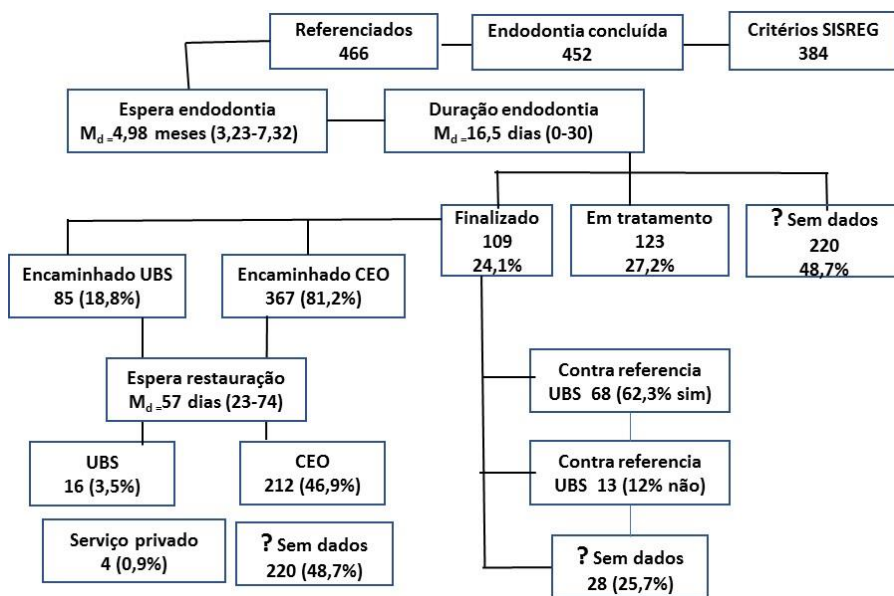 Referenciados
466
Endodontia concluída
452
Critérios SISREG
384
Espera endodontia
Md =4,98 meses (3,23-7,32)
Duração endodontia
Md =16,5 dias (0-30)
Finalizado
109
24,1%
Em tratamento
123
27,2%
? Sem dados
220
48,7%
Encaminhado UBS
85 (18,8%)
Encaminhado CEO
367 (81,2%)
Espera restauração
Md =57 dias (23-74)
Contra referencia
UBS 68 (62,3% sim)
UBS
16 (3,5%)
CEO
212 (46,9%)
Contra referencia
UBS 13 (12% não)
Serviço privado
4 (0,9%)
? Sem dados
220 (48,7%)
? Sem dados
28 (25,7%)